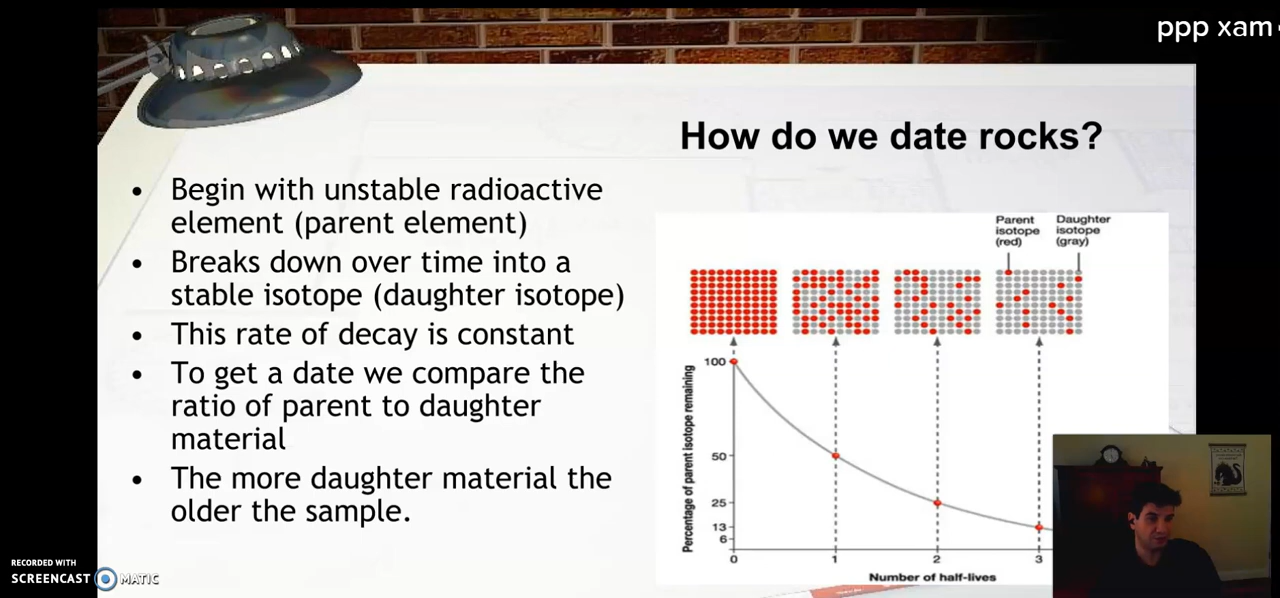 ppp xam
How do we date rocks?
• Begin with unstable radioactive
element (parent element)
• Breaks down over time into a
stable isotope (daughter isotope)
• This rate of decay is constant
• To get a date we compare the
ratio of parent to daughter
material
• The more daughter material the
older the sample.
Parent
isotope
(red)
Daughter
isotope
(gray)
Percentage of parent isotope remaining
100
50
25
13
6
0 1 2 3
Number of half-lives
RECORDED WITH
SCREENCAST MATIC